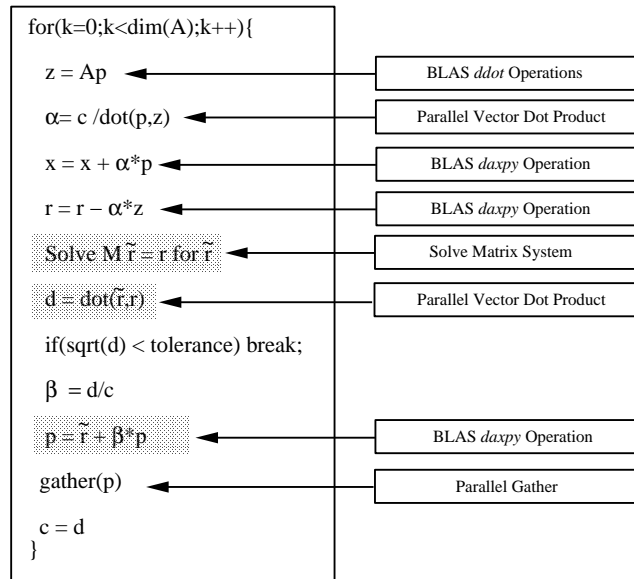 for(k=0;k<dim(A);k++){
z = Ap
BLAS ddot Operations
α= c /dot(p,z)
Parallel Vector Dot Product
x = x + α*p
BLAS daxpy Operation
r = r − α*z
BLAS daxpy Operation
Solve M r̃ = r for r̃
Solve Matrix System
d = dot(r̃,r)
Parallel Vector Dot Product
if(sqrt(d) < tolerance) break;
β = d/c
p = r̃ + β*p
BLAS daxpy Operation
gather(p)
Parallel Gather
c = d
}